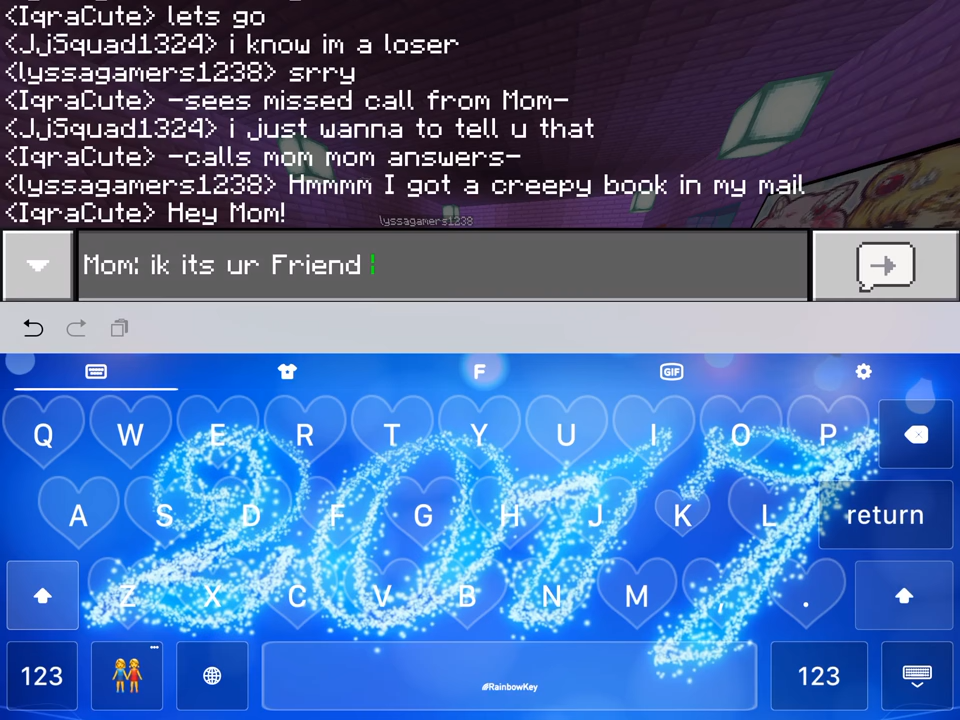 <IqraCute> lets go
<JjSquad1324> i know im a loser
<lyssagamers1238> srry
<IqraCute> -sees missed call from Mom-
<JjSquad1324> i just wanna to tell u that
<IqraCute> -calls mom mom answers-
<lyssagamers1238> Hmmmm I got a creepy book in my mail
<IqraCute> Hey Mom!
lyssagamers1238
Mom: ik its ur Friend
F GIF
Q W E R T Y U I O P
A S D F G H J K L return
2017
Z X C V B N M , .
123 #RainbowKey 123